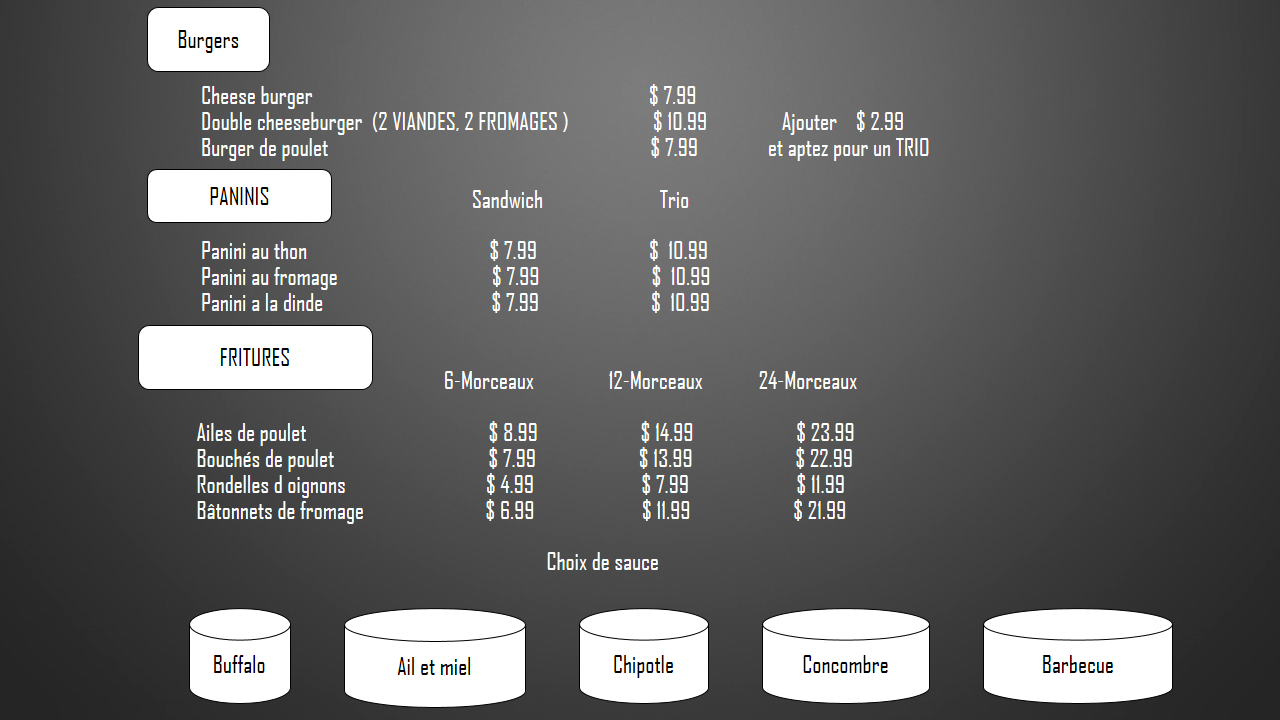 Burgers
Cheese burger $ 7.99
Double cheeseburger (2 VIANDES, 2 FROMAGES ) $ 10.99 Ajouter $ 2.99
Burger de poulet $ 7.99 et aptez pour un TRIO
PANINIS Sandwich Trio
Panini au thon $ 7.99 $ 10.99
Panini au fromage $ 7.99 $ 10.99
Panini a la dinde $ 7.99 $ 10.99
FRITURES
6-Morceaux 12-Morceaux 24-Morceaux
Ailes de poulet $ 8.99 $ 14.99 $ 23.99
Bouchés de poulet $ 7.99 $ 13.99 $ 22.99
Rondelles d oignons $ 4.99 $ 7.99 $ 11.99
Bâtonnets de fromage $ 6.99 $ 11.99 $ 21.99
Choix de sauce
Buffalo Ail et miel Chipotle Concombre Barbecue